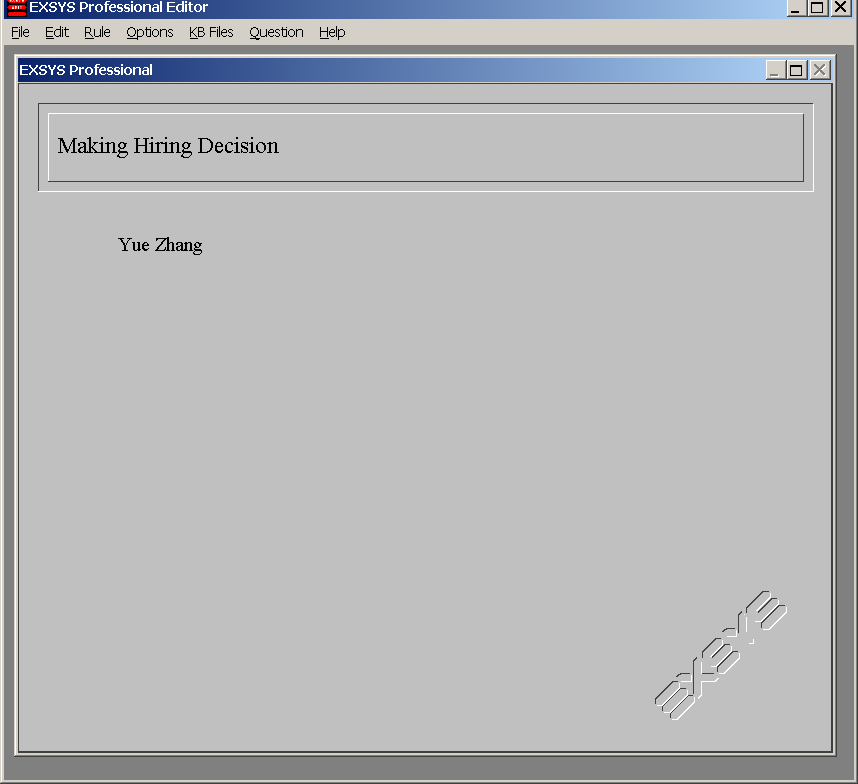 EXSYS Professional Editor
File Edit Rule Options KB Files Question Help
EXSYS Professional
Making Hiring Decision
Yue Zhang
EXSYS